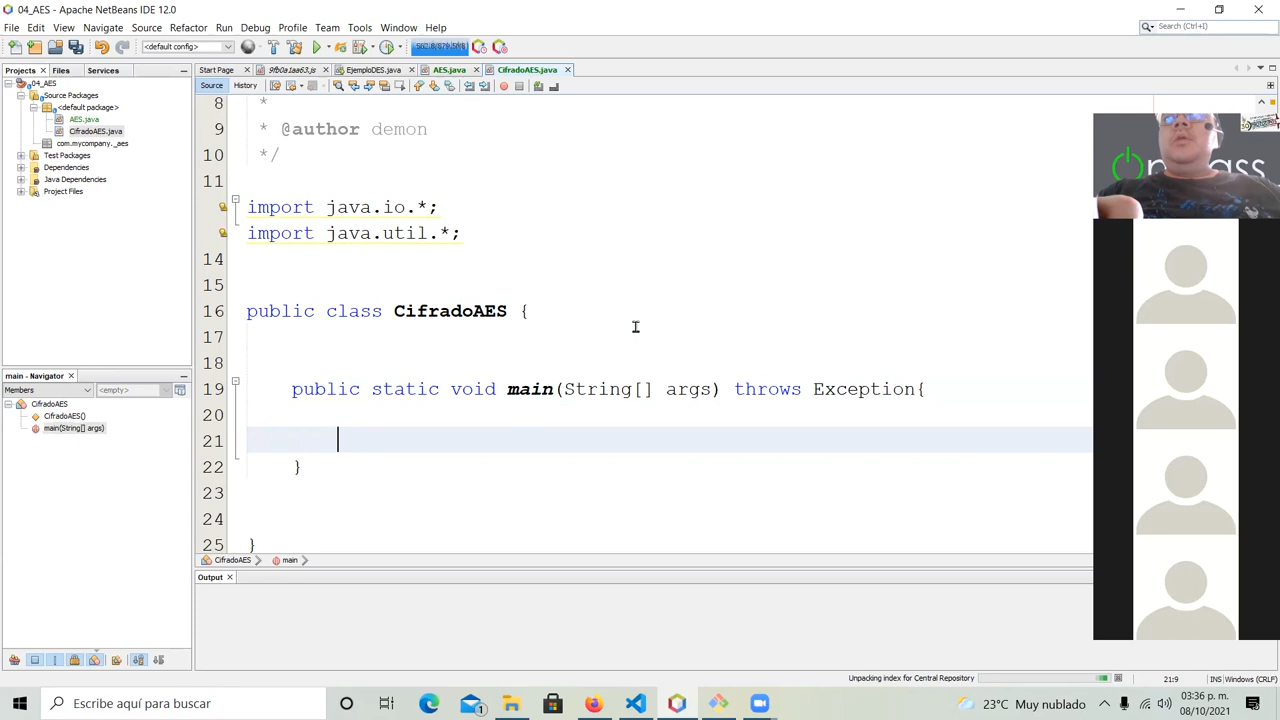 04_AES - Apache NetBeans IDE 12.0
File Edit View Navigate Source Refactor Run Debug Profile Team Tools Window Help
Search (Ctrl+I)
<default config>
Projects Files Services
Start Page 9fb0a1aa63.js EjemploDES.java AES.java CifradoAES.java
Source History
04_AES
Source Packages
<default package>
AES.java
CifradoAES.java
com.mycompany._aes
Test Packages
Dependencies
Java Dependencies
Project Files
8 *
9 * @author demon
10 */
11
import java.io.*;
import java.util.*;
14
15
16 public class CifradoAES {
17
18
19 public static void main(String[] args) throws Exception{
20
21
22 }
23
24
25 }
main - Navigator
Members <empty>
CifradoAES
CifradoAES()
main(String[] args)
CifradoAES main
Output
Unpacking index for Central Repository
21:9 INS Windows (CRLF)
Escribe aquí para buscar
1
23°C Muy nublado
03:36 p. m.
08/10/2021